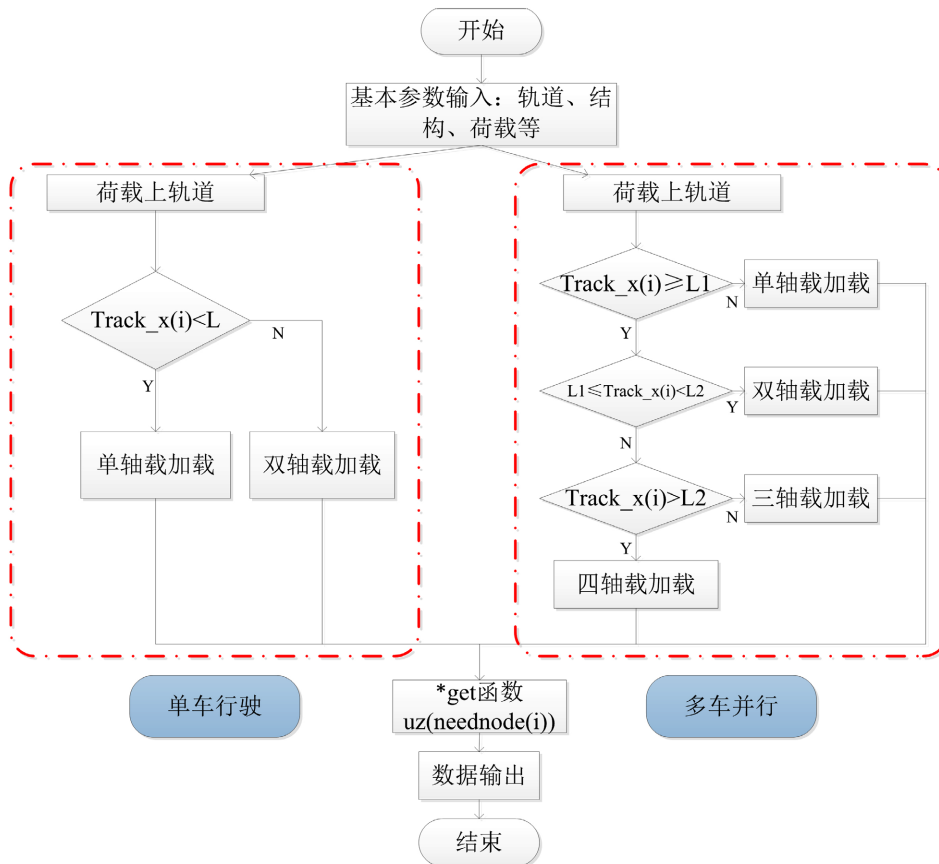 开始
基本参数输入：轨道、结
构、荷载等
荷载上轨道
Track_x(i)<L
N
Y
单轴载加载
双轴载加载
荷载上轨道
Track_x(i)≥L1
N
单轴载加载
Y
L1≤Track_x(i)<L2
Y
双轴载加载
N
Track_x(i)>L2
N
三轴载加载
Y
四轴载加载
单车行驶
多车并行
*get函数
uz(neednode(i))
数据输出
结束